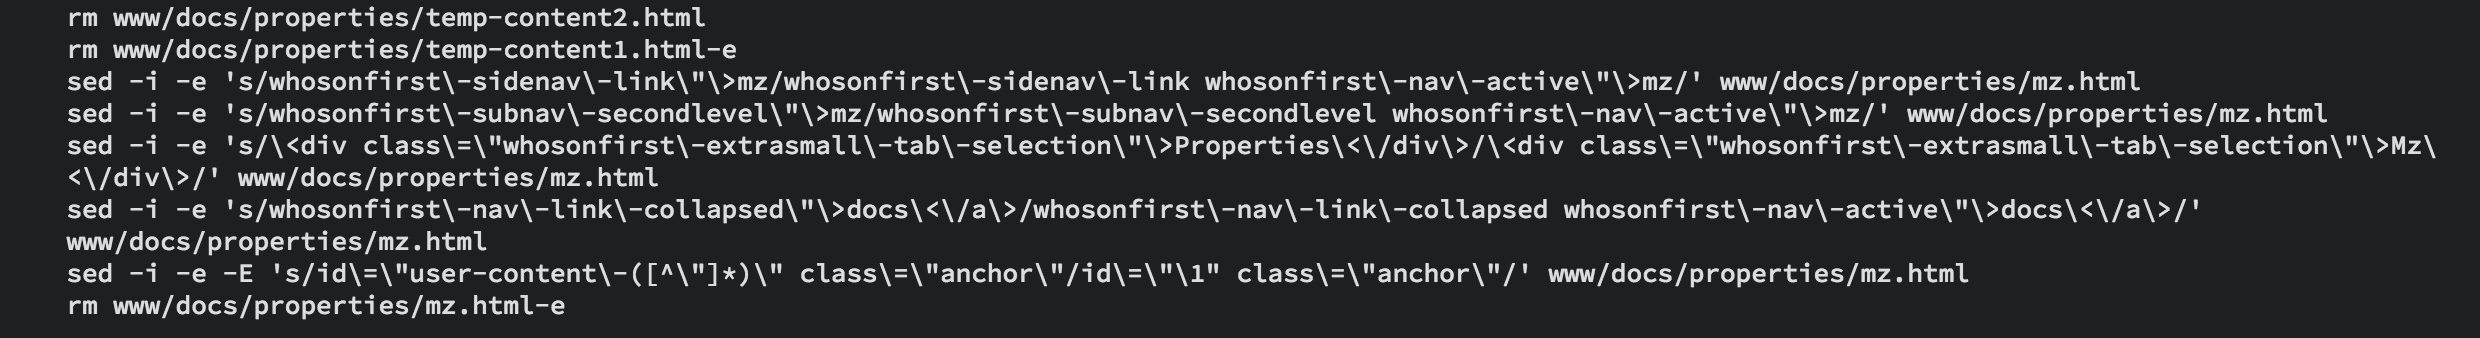 rm www/docs/properties/temp-content2.html
rm www/docs/properties/temp-content1.html-e
sed -i -e 's/whosonfirst\-sidenav\-link\"\>mz/whosonfirst\-sidenav\-link whosonfirst\-nav\-active\"\>mz/' www/docs/properties/mz.html
sed -i -e 's/whosonfirst\-subnav\-secondlevel\"\>mz/whosonfirst\-subnav\-secondlevel whosonfirst\-nav\-active\"\>mz/' www/docs/properties/mz.html
sed -i -e 's/\<div class\=\"whosonfirst\-extrasmall\-tab\-selection\"\>Properties\<\/div\>/\<div class\=\"whosonfirst\-extrasmall\-tab\-selection\"\>Mz\
<\/div\>/' www/docs/properties/mz.html
sed -i -e 's/whosonfirst\-nav\-link\-collapsed\"\>docs\<\/a\>/whosonfirst\-nav\-link\-collapsed whosonfirst\-nav\-active\"\>docs\<\/a\>/'
www/docs/properties/mz.html
sed -i -e -E 's/id\=\"user-content\-([^\"]*)\" class\=\"anchor\"/id\=\"\1" class\=\"anchor\"/' www/docs/properties/mz.html
rm www/docs/properties/mz.html-e